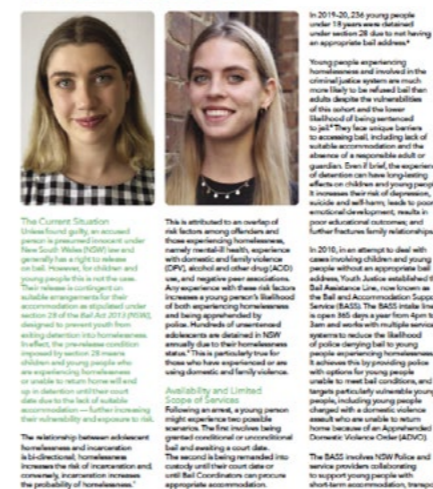 The Current Situation
Unless found guilty, an accused
person is presumed innocent under
New South Wales (NSW) law and
generally has a right to release
on bail. However, for children and
young people this is not the case.
Their release is contingent on
suitable arrangements for their
accommodation as stipulated under
section 28 of the Bail Act 2013 (NSW),
designed to prevent youth from
exiting detention into homelessness.
In effect, the pre-release condition
imposed by section 28 means
children and young people who
are experiencing homelessness
or unable to return home will end
up in detention until their court
date due to the lack of suitable
accommodation — further increasing
their vulnerability and exposure to risk.
The relationship between adolescent
homelessness and incarceration
is bi-directional, homelessness
increases the risk of incarceration and,
conversely, incarceration increases
the probability of homelessness.
This is attributed to an overlap of
risk factors among offenders and
those experiencing homelessness,
namely mental-ill health, experience
with domestic and family violence
(DFV), alcohol and other drug (AOD)
use, and negative peer associations.
Any experience with these risk factors
increases a young person's likelihood
of both experiencing homelessness
and being apprehended by
police. Hundreds of unsentenced
adolescents are detained in NSW
annually due to their homelessness
status. This is particularly true for
those who have experienced or are
using domestic and family violence.
Availability and Limited
Scope of Services
Following an arrest, a young person
might experience two possible
scenarios. The first involves being
granted conditional or unconditional
bail and awaiting a court date.
The second is being remanded into
custody until their court date or
until Bail Coordinators can procure
appropriate accommodation.
In 2019-20, 236 young people
under 18 years were detained
under section 28 due to not having
an appropriate bail address.
Young people experiencing
homelessness and involved in the
criminal justice system are much
more likely to be refused bail than
adults despite the vulnerabilities
of this cohort and the lower
likelihood of being sentenced
to jail. They face unique barriers
to accessing bail, including lack of
suitable accommodation and the
absence of a responsible adult or
guardian. Even if brief, the experien
of detention can have long-lasting
effects on children and young peopl
It increases their risk of depression,
suicide and self-harm; leads to poor
emotional development; results in
poor educational outcomes; and
further fractures family relationships
In 2010, in an attempt to deal with
cases involving children and young
people without an appropriate bail
address, Youth Justice established t
Bail Assistance Line, now known as
the Bail and Accommodation Suppo
Service (BASS). The BASS intake line
is open 365 days a year from 4pm to
3am and works with multiple service
systems to reduce the likelihood
of police denying bail to young
people experiencing homelessness.
It achieves this by providing police
with options for young people
unable to meet bail conditions, and
targets particularly vulnerable young
people, including young people
charged with a domestic violence
assault who are unable to return
home because of an Apprehended
Domestic Violence Order (ADVO).
The BASS involves NSW Police and
service providers collaborating
to support young people with
short-term accommodation, transpo